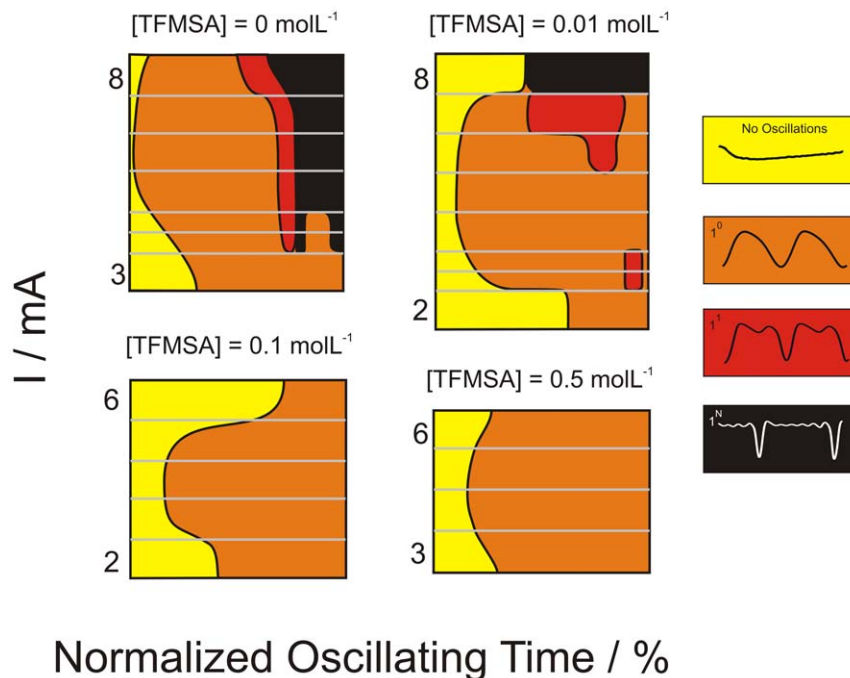 [TFMSA] = 0 molL⁻¹
[TFMSA] = 0.01 molL⁻¹
8
3
8
2
No Oscillations
1⁰
1¹
1ᴺ
I / mA
[TFMSA] = 0.1 molL⁻¹
[TFMSA] = 0.5 molL⁻¹
6
2
6
3
Normalized Oscillating Time / %